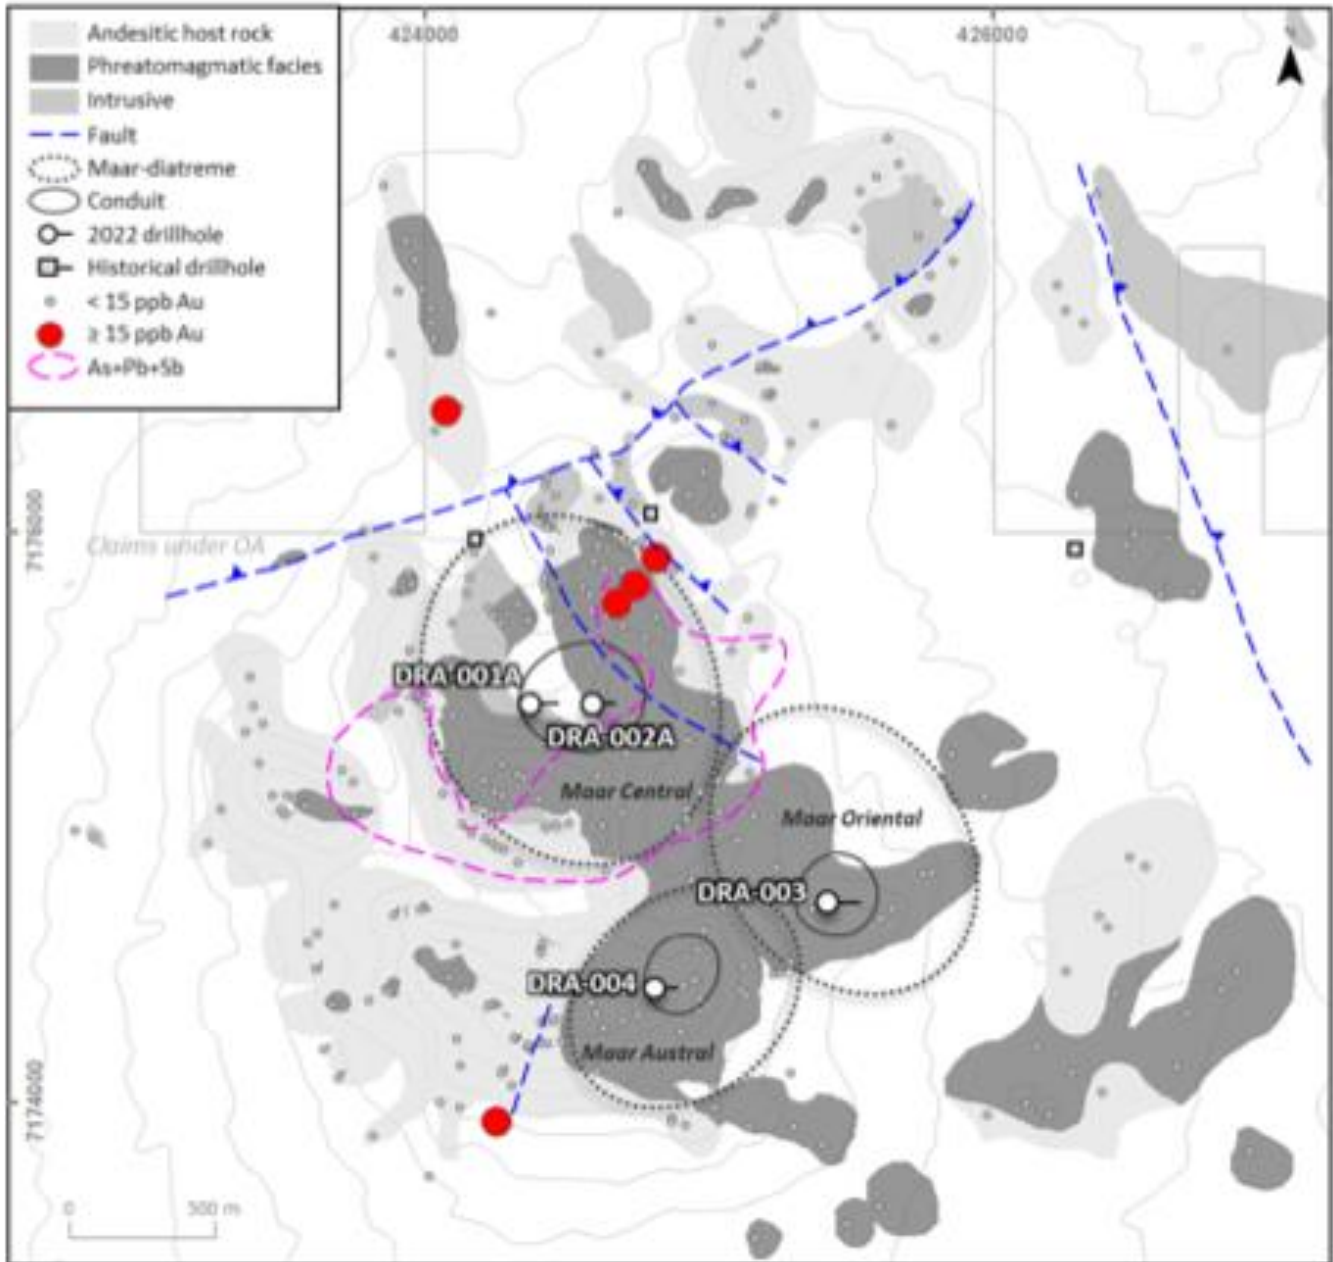 Andesitic host rock
Phreatomagmatic facies
Intrusive
Fault
Maar-diatreme
Conduit
2022 drillhole
Historical drillhole
< 15 ppb Au
≥ 15 ppb Au
As+Pb+Sb
424000
426000
7176000
Claims under OA
DRA-001A
DRA-002A
Maar Central
Maar Oriental
DRA-003
DRA-004
Maar Austral
7174000
0 500 m